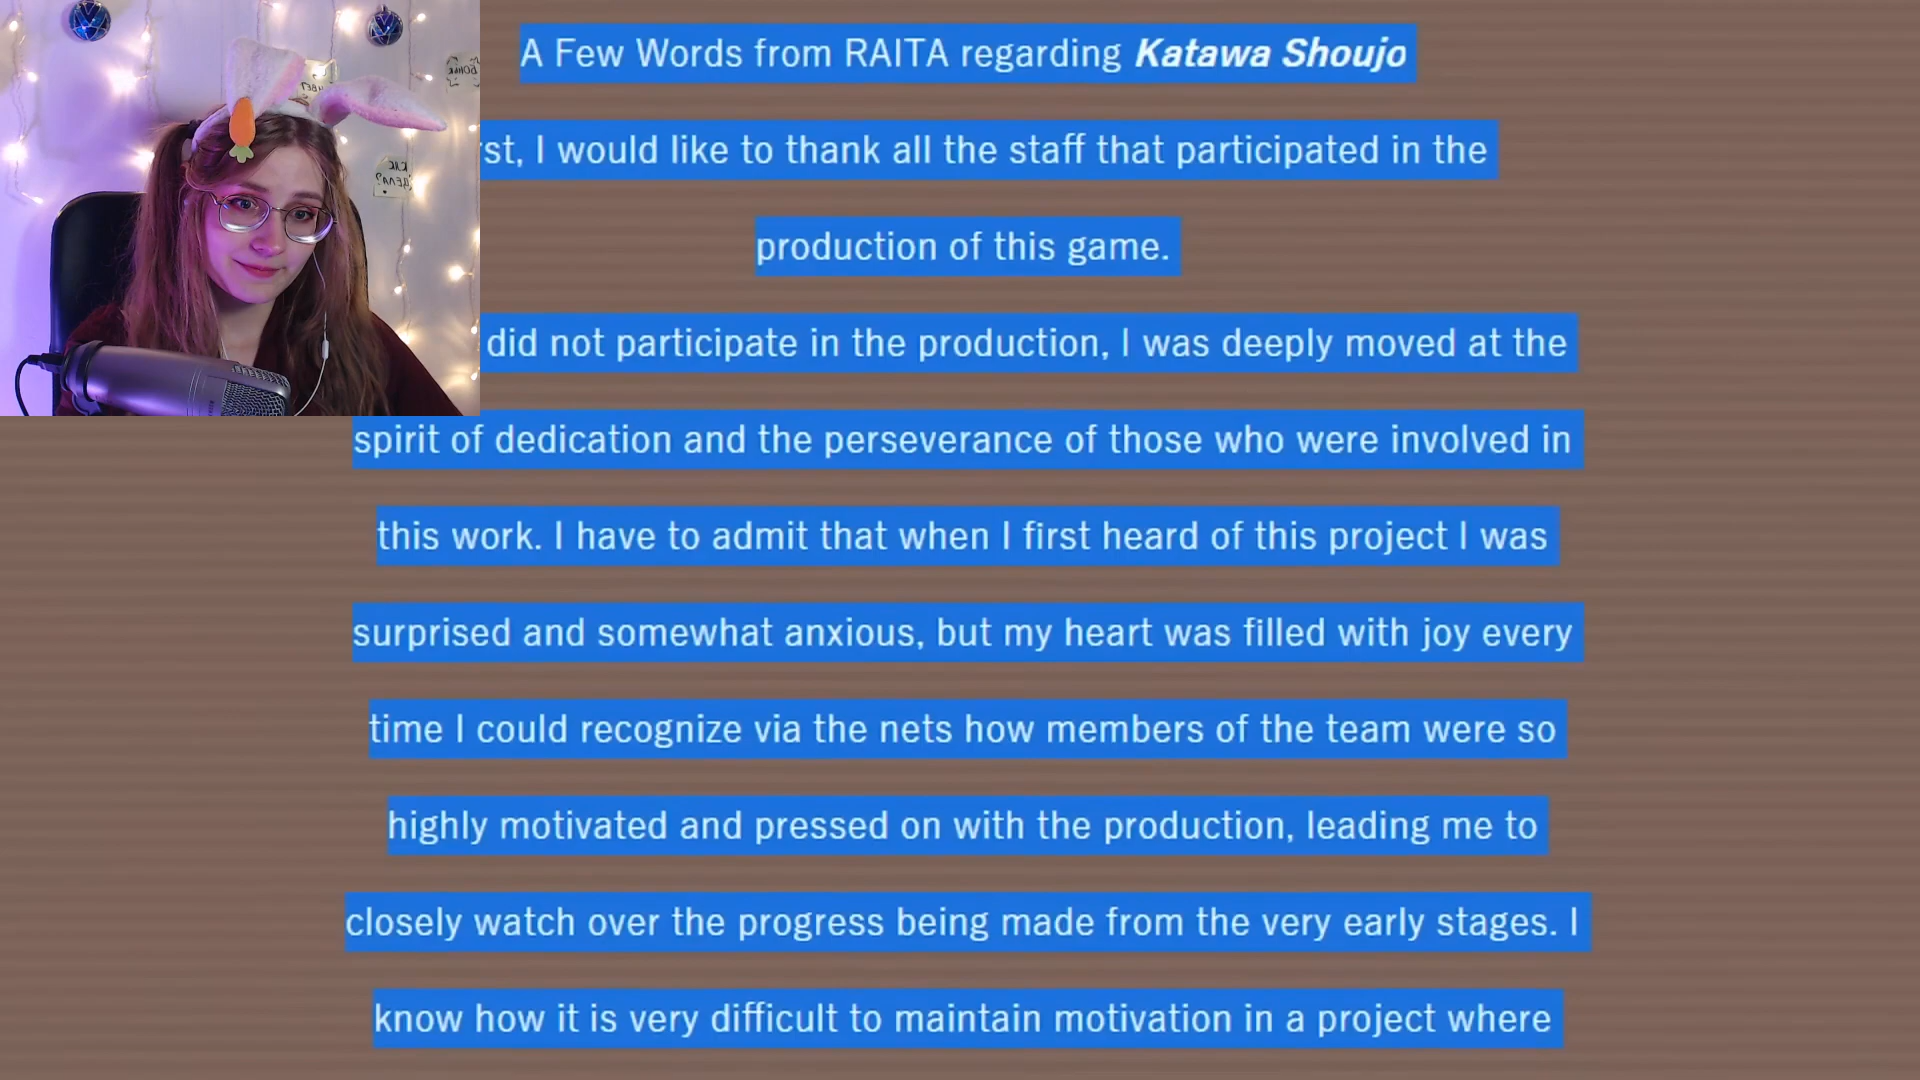 A Few Words from RAITA regarding Katawa Shoujo
st, I would like to thank all the staff that participated in the
production of this game.
did not participate in the production, I was deeply moved at the
spirit of dedication and the perseverance of those who were involved in
this work. I have to admit that when I first heard of this project I was
surprised and somewhat anxious, but my heart was filled with joy every
time I could recognize via the nets how members of the team were so
highly motivated and pressed on with the production, leading me to
closely watch over the progress being made from the very early stages. I
know how it is very difficult to maintain motivation in a project where
КАК
ДЕЛА?